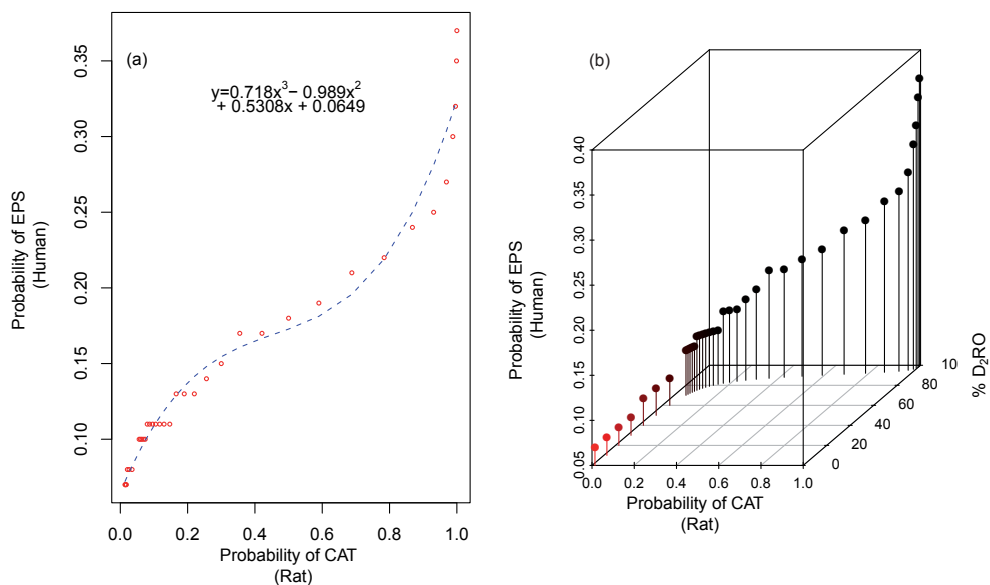 (a)
y=0.718x³− 0.989x²
+ 0.5308x + 0.0649
0.35
0.30
0.25
0.20
0.15
0.10
Probability of EPS
(Human)
0.0 0.2 0.4 0.6 0.8 1.0
Probability of CAT
(Rat)
(b)
0.40
0.35
0.30
0.25
0.20
0.15
0.10
0.05
Probability of EPS
(Human)
0.0 0.2 0.4 0.6 0.8 1.0
Probability of CAT
(Rat)
0
20
40
60
80
10
% D₂RO